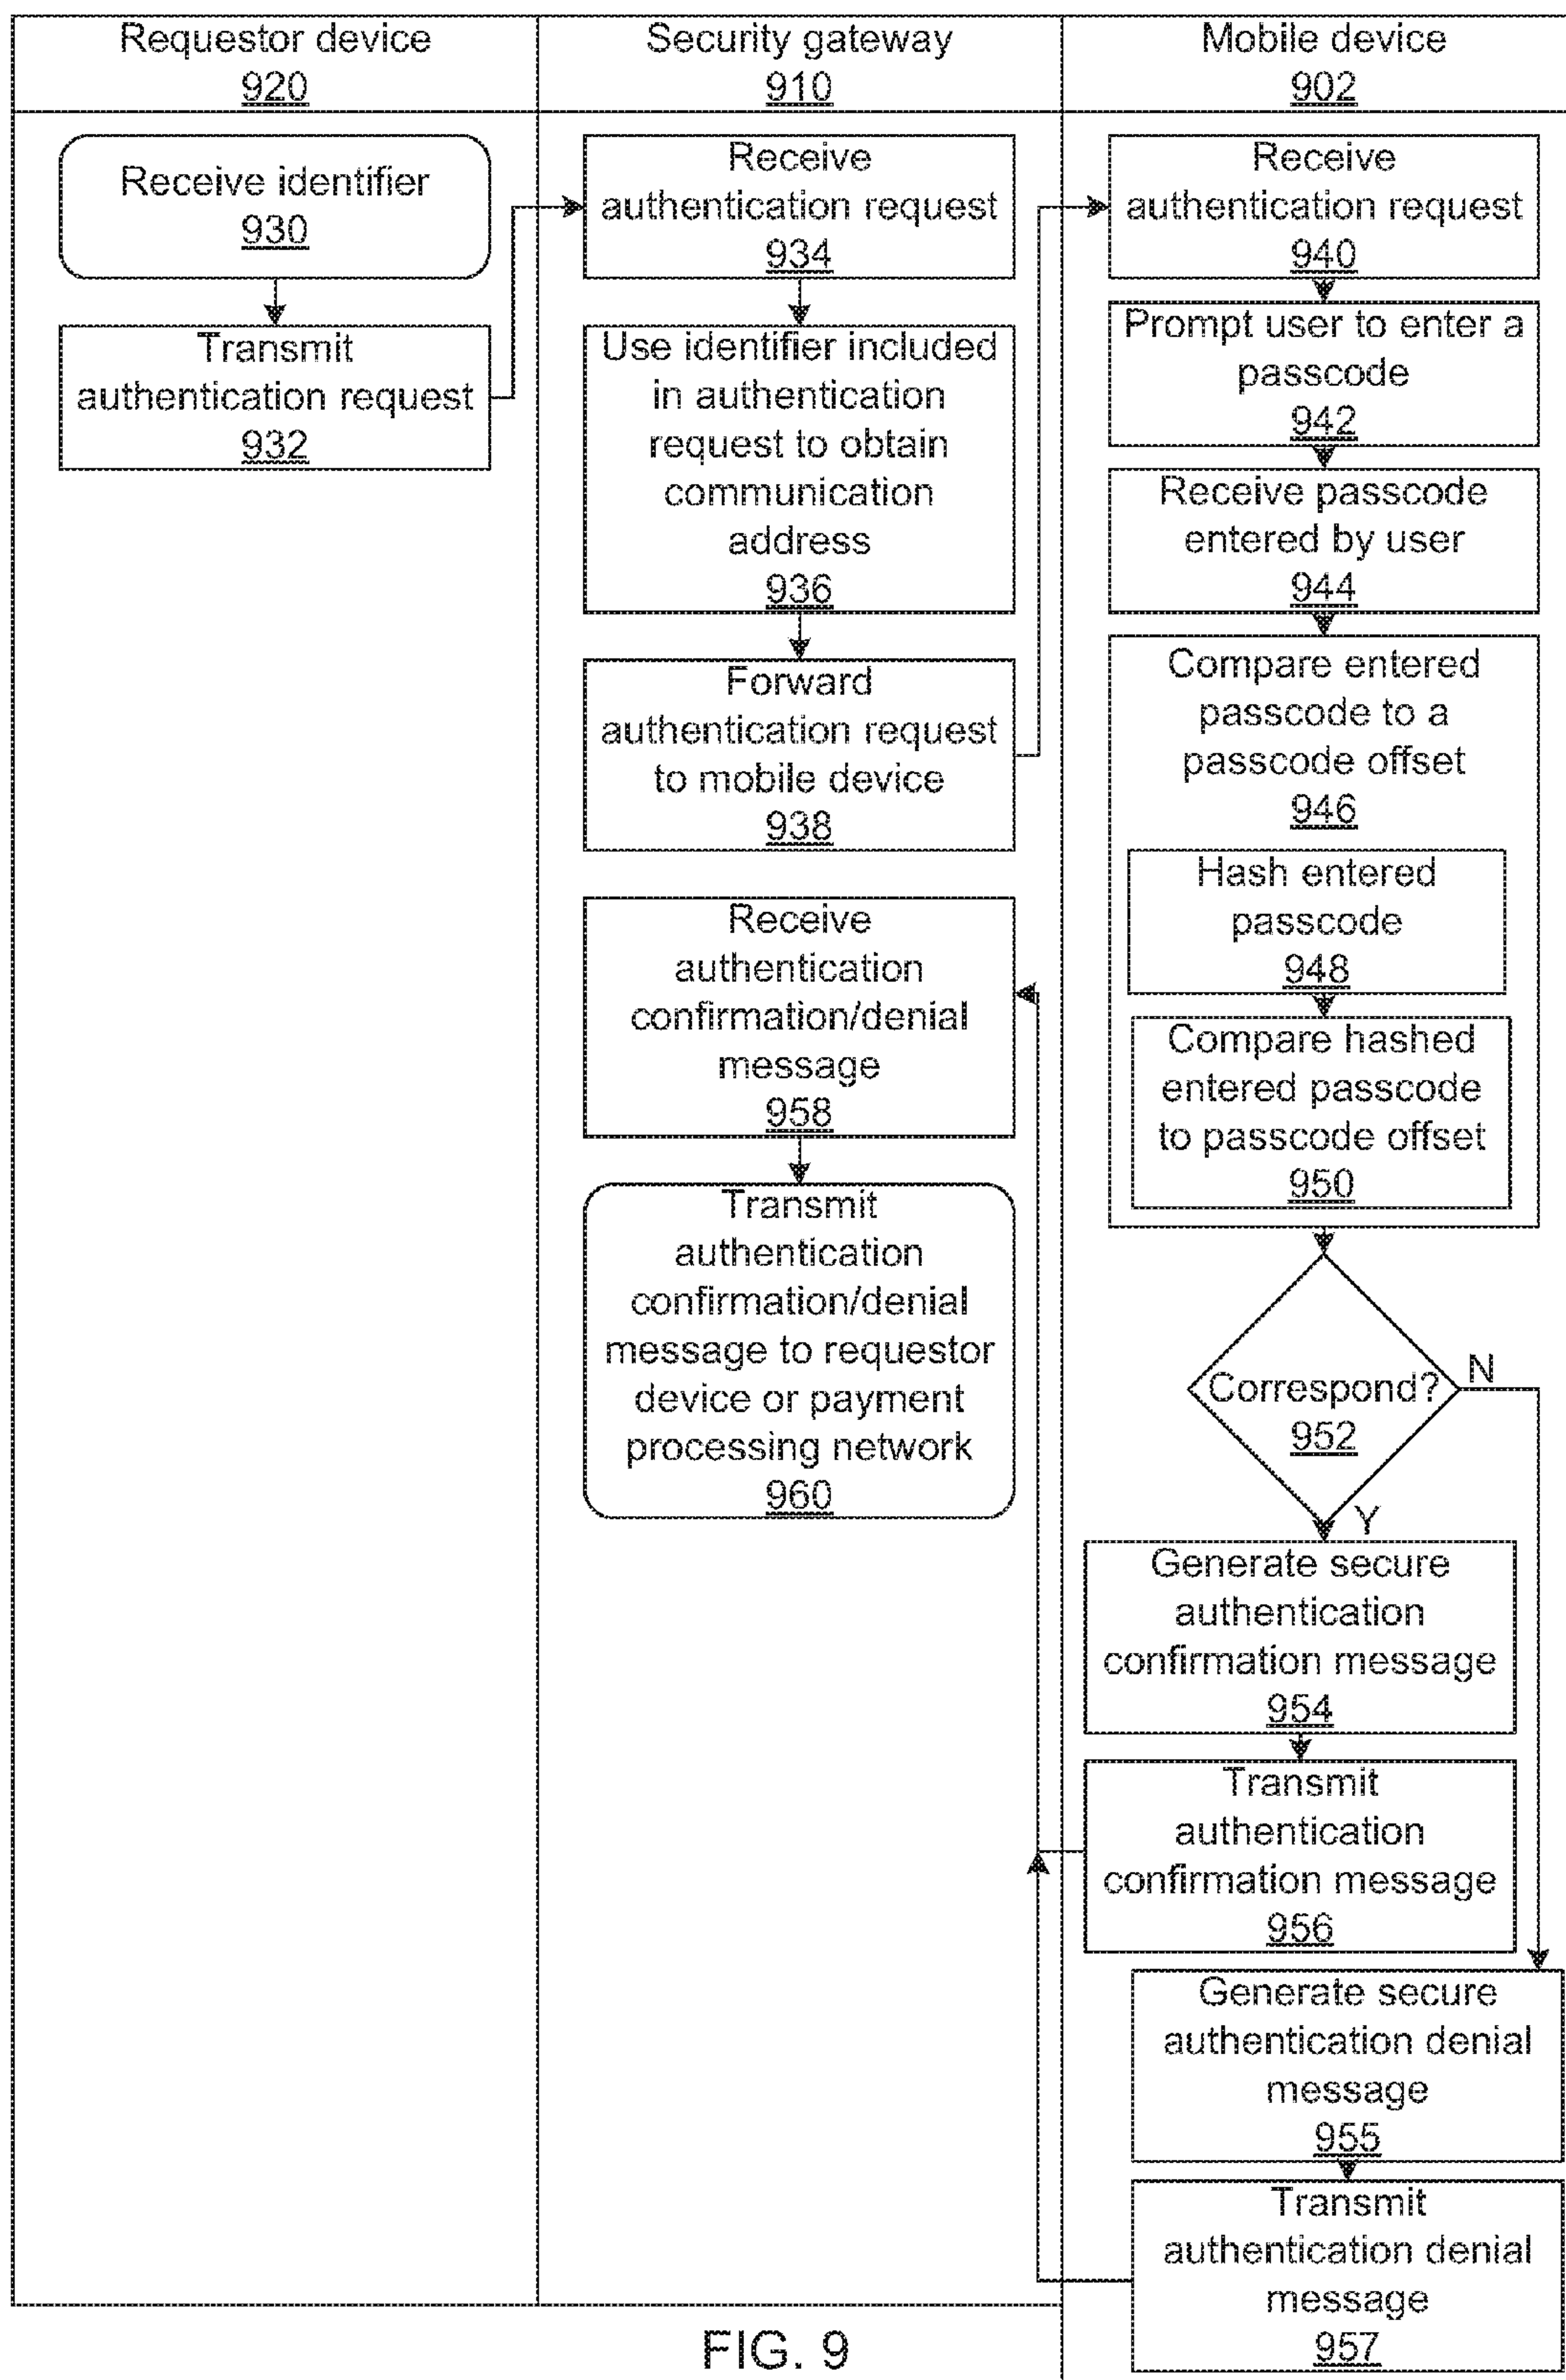 Requestor device
920
Security gateway
910
Mobile device
902
Receive identifier
930
Transmit
authentication request
932
Receive
authentication request
934
Use identifier included
in authentication
request to obtain
communication
address
936
Forward
authentication request
to mobile device
938
Receive
authentication
confirmation/denial
message
958
Transmit
authentication
confirmation/denial
message to requestor
device or payment
processing network
960
Receive
authentication request
940
Prompt user to enter a
passcode
942
Receive passcode
entered by user
944
Compare entered
passcode to a
passcode offset
946
Hash entered
passcode
948
Compare hashed
entered passcode
to passcode offset
950
Correspond?
952
N
Y
Generate secure
authentication
confirmation message
954
Transmit
authentication
confirmation message
956
Generate secure
authentication denial
message
955
Transmit
authentication denial
message
957
FIG. 9